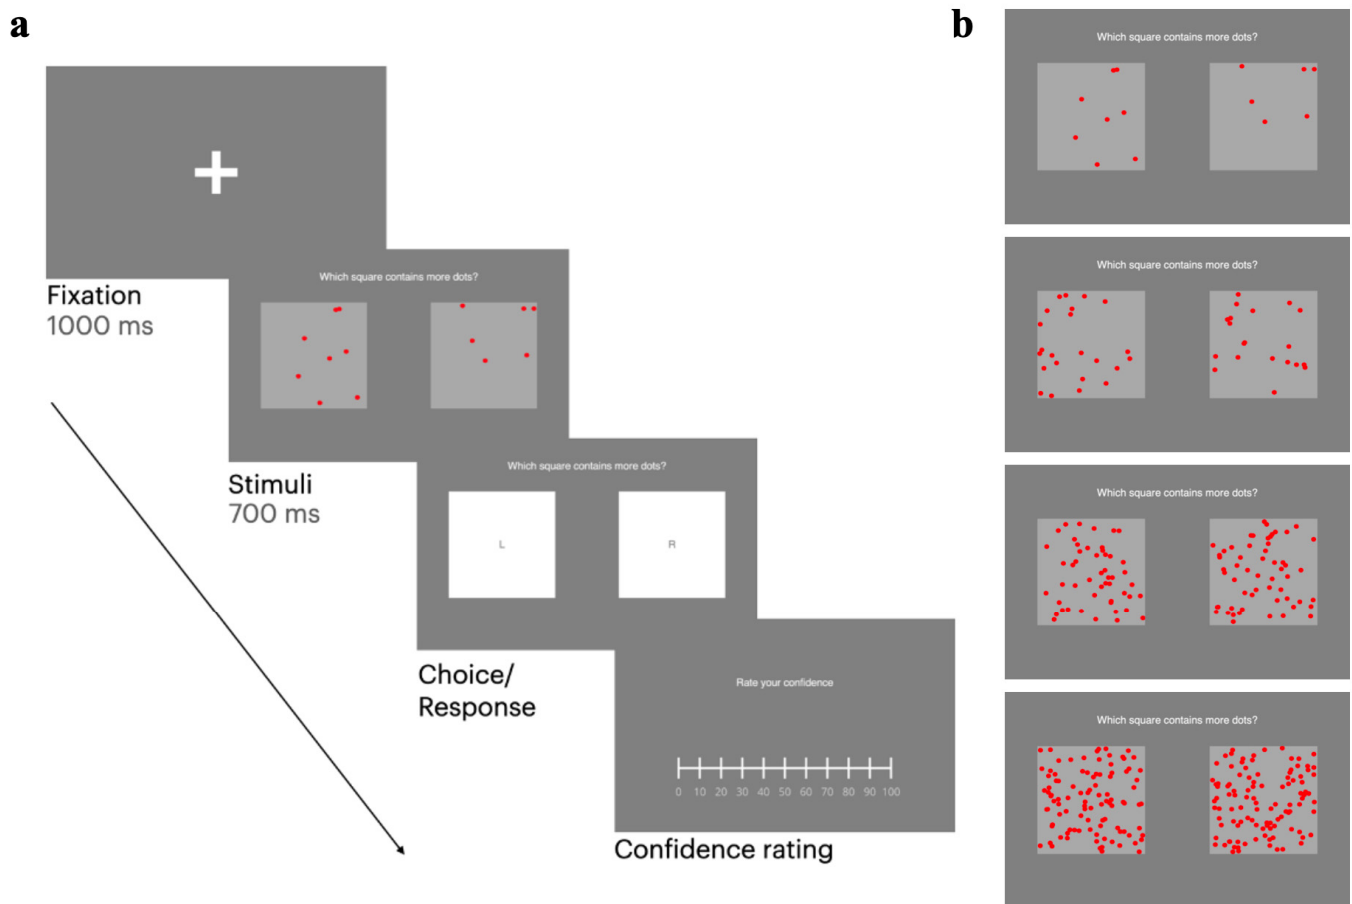 a
Fixation
1000 ms
Which square contains more dots?
Stimuli
700 ms
Which square contains more dots?
L R
Choice/
Response
Rate your confidence
0 10 20 30 40 50 60 70 80 90 100
Confidence rating
b
Which square contains more dots?
Which square contains more dots?
Which square contains more dots?
Which square contains more dots?